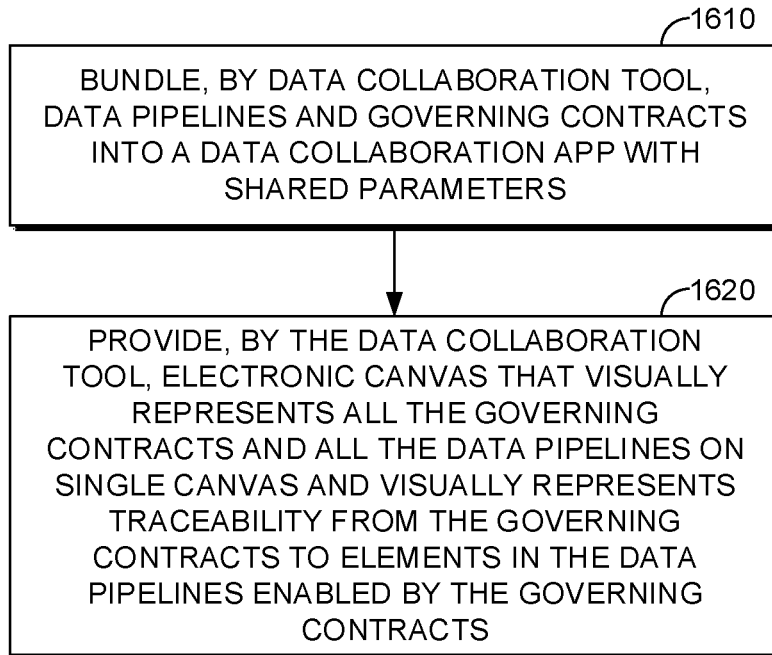 1610
BUNDLE, BY DATA COLLABORATION TOOL,
DATA PIPELINES AND GOVERNING CONTRACTS
INTO A DATA COLLABORATION APP WITH
SHARED PARAMETERS
1620
PROVIDE, BY THE DATA COLLABORATION
TOOL, ELECTRONIC CANVAS THAT VISUALLY
REPRESENTS ALL THE GOVERNING
CONTRACTS AND ALL THE DATA PIPELINES ON
SINGLE CANVAS AND VISUALLY REPRESENTS
TRACEABILITY FROM THE GOVERNING
CONTRACTS TO ELEMENTS IN THE DATA
PIPELINES ENABLED BY THE GOVERNING
CONTRACTS